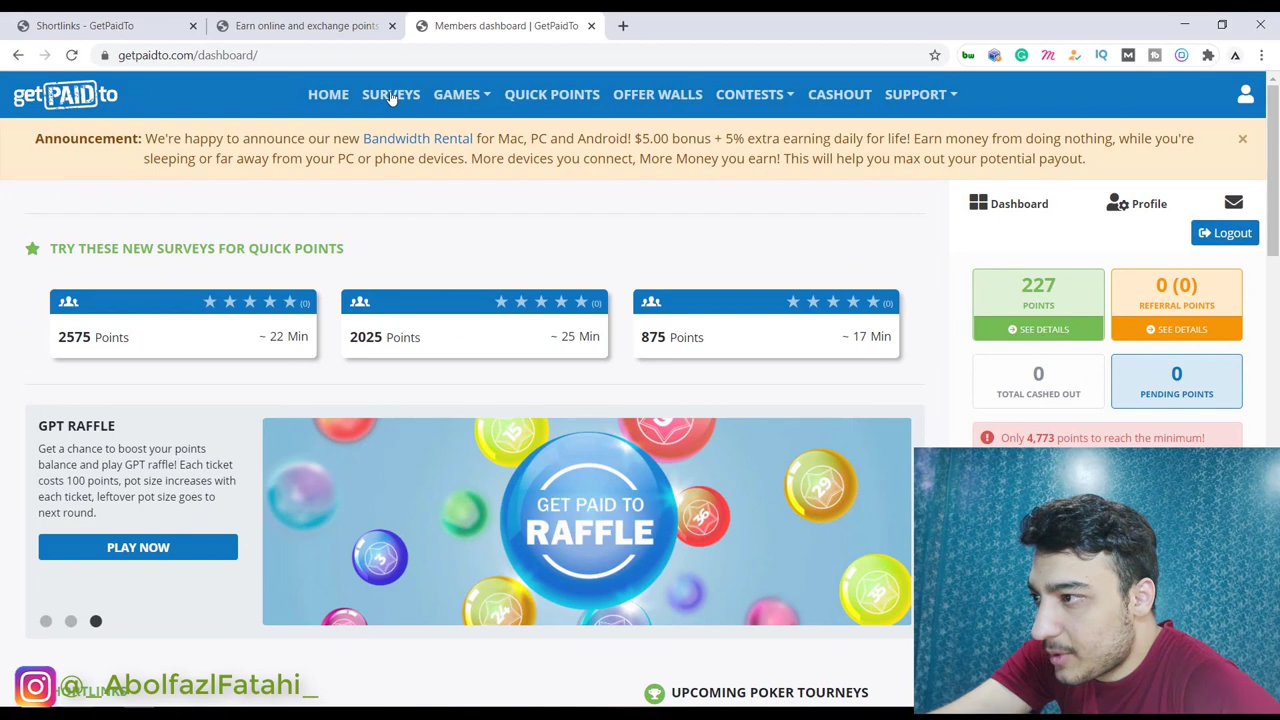 Shortlinks - GetPaidTo
Earn online and exchange points
Members dashboard | GetPaidTo
getpaidto.com/dashboard/
getPAIDto
HOME SURVEYS GAMES QUICK POINTS OFFER WALLS CONTESTS CASHOUT SUPPORT
Announcement: We're happy to announce our new Bandwidth Rental for Mac, PC and Android! $5.00 bonus + 5% extra earning daily for life! Earn money from doing nothing, while you're
sleeping or far away from your PC or phone devices. More devices you connect, More Money you earn! This will help you max out your potential payout.
Dashboard Profile
Logout
TRY THESE NEW SURVEYS FOR QUICK POINTS
(0) (0) (0)
2575 Points ~ 22 Min
2025 Points ~ 25 Min
875 Points ~ 17 Min
227
POINTS
SEE DETAILS
0 (0)
REFERRAL POINTS
SEE DETAILS
0
TOTAL CASHED OUT
0
PENDING POINTS
Only 4,773 points to reach the minimum!
GPT RAFFLE
Get a chance to boost your points
balance and play GPT raffle! Each ticket
costs 100 points, pot size increases with
each ticket, leftover pot size goes to
next round.
PLAY NOW
GET PAID TO
RAFFLE
15
29
36
3
24
35
@_AbolfazlFatahi_
UPCOMING POKER TOURNEYS